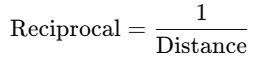 Reciprocal = 1 / Distance